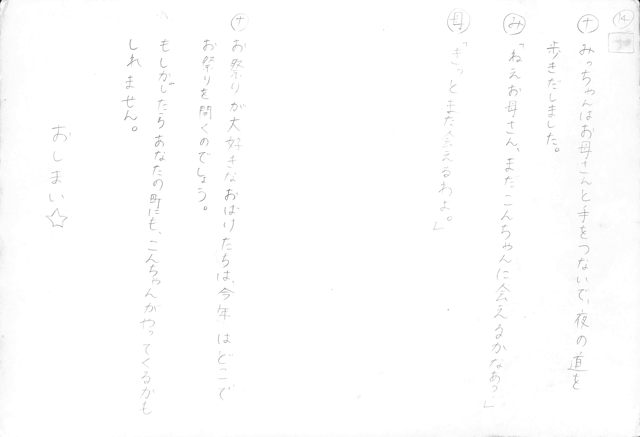 14
ナ みっちゃんはお母さんと手をつないで、夜の道を
歩きだしました。
み 「ねえお母さん、またこんちゃんに会えるかなあ?」
母 「きっとまた会えるわよ。」
ナ お祭りが大好きなおばけたちは、今年はどこで
お祭りを開くのでしょう。
もしかしたらあなたの町にも、こんちゃんがやってくるかも
しれません。
おしまい☆